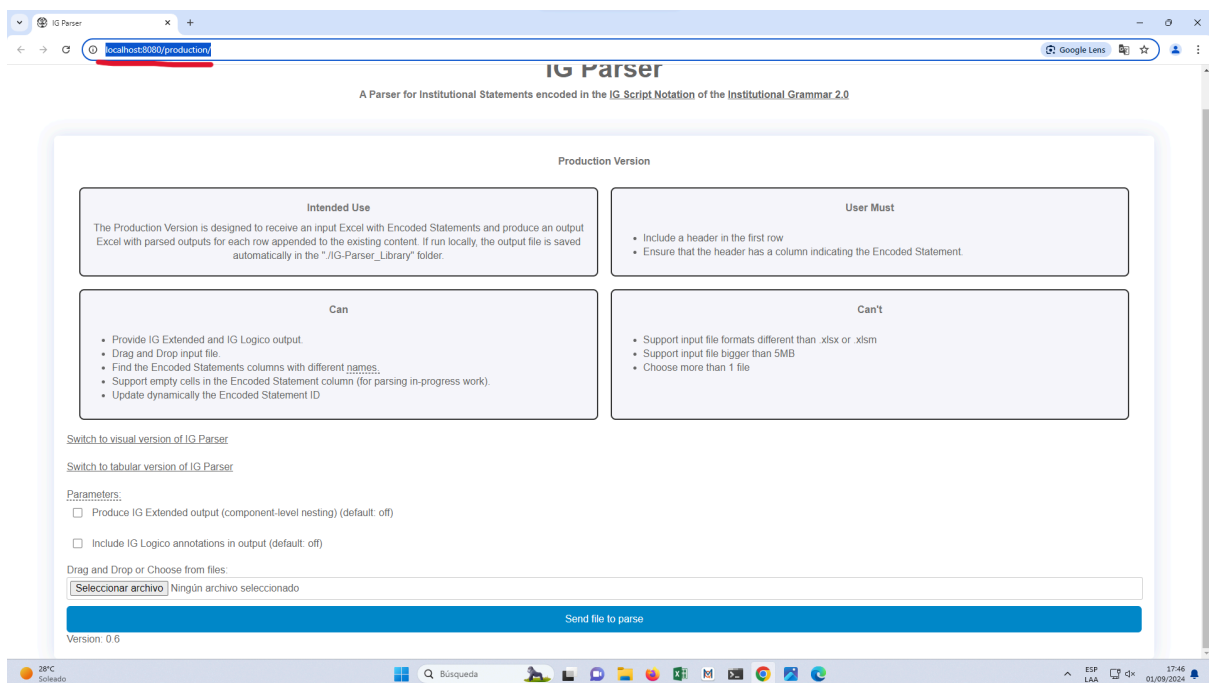 IG Parser
localhost:8080/production/
Google Lens
IG Parser
A Parser for Institutional Statements encoded in the IG Script Notation of the Institutional Grammar 2.0
Production Version
Intended Use
The Production Version is designed to receive an input Excel with Encoded Statements and produce an output
Excel with parsed outputs for each row appended to the existing content. If run locally, the output file is saved
automatically in the "./IG-Parser_Library" folder.
User Must
Include a header in the first row
Ensure that the header has a column indicating the Encoded Statement.
Can
Provide IG Extended and IG Logico output.
Drag and Drop input file.
Find the Encoded Statements columns with different names.
Support empty cells in the Encoded Statement column (for parsing in-progress work).
Update dynamically the Encoded Statement ID
Can't
Support input file formats different than .xlsx or .xlsm
Support input file bigger than 5MB
Choose more than 1 file
Switch to visual version of IG Parser
Switch to tabular version of IG Parser
Parameters:
Produce IG Extended output (component-level nesting) (default: off)
Include IG Logico annotations in output (default: off)
Drag and Drop or Choose from files:
Seleccionar archivo Ningún archivo seleccionado
Send file to parse
Version: 0.6
28°C
Soleado
Búsqueda
ESP
LAA
17:46
01/09/2024